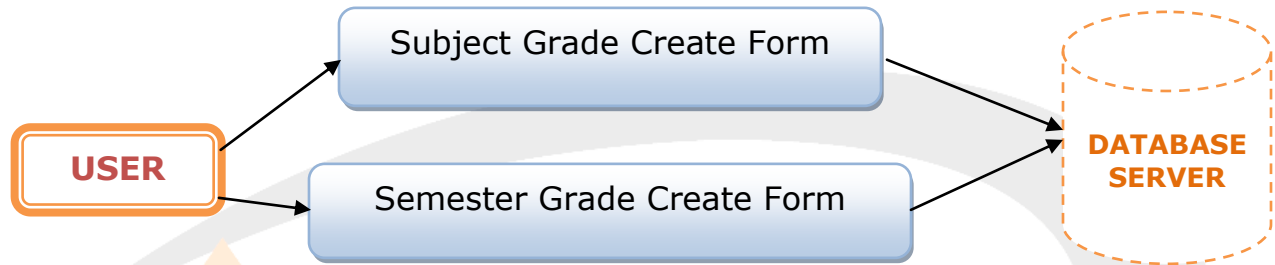 Subject Grade Create Form
USER
Semester Grade Create Form
DATABASE
SERVER